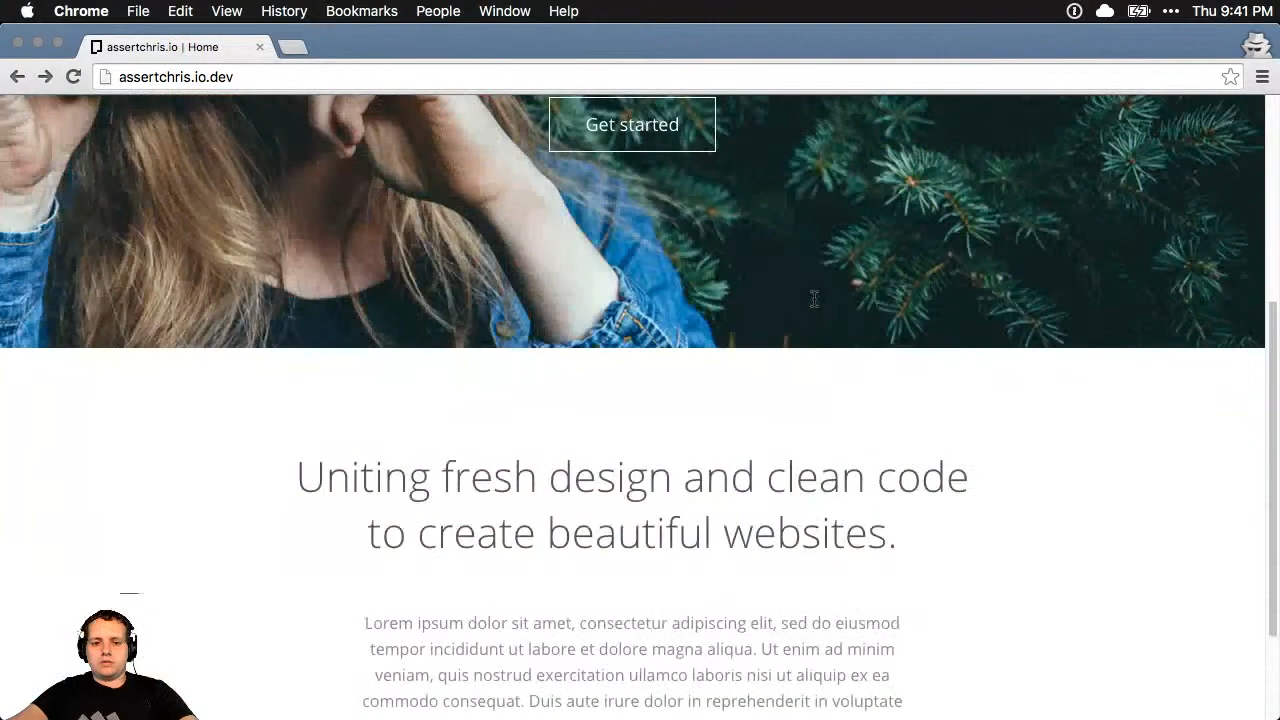 Chrome File Edit View History Bookmarks People Window Help Thu 9:41 PM
assertchris.io | Home
assertchris.io.dev
Get started
Uniting fresh design and clean code
to create beautiful websites.
Lorem ipsum dolor sit amet, consectetur adipiscing elit, sed do eiusmod
tempor incididunt ut labore et dolore magna aliqua. Ut enim ad minim
veniam, quis nostrud exercitation ullamco laboris nisi ut aliquip ex ea
commodo consequat. Duis aute irure dolor in reprehenderit in voluptate